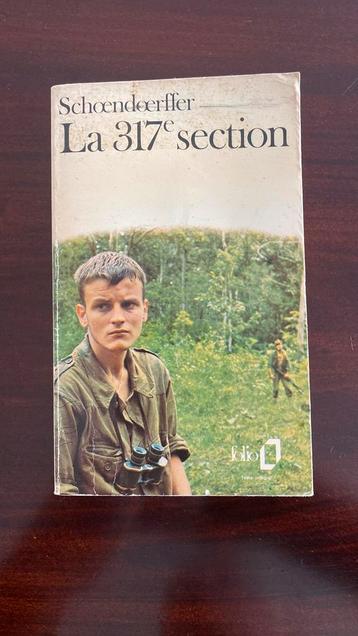 Schœndœrffer
La 317e section
folio